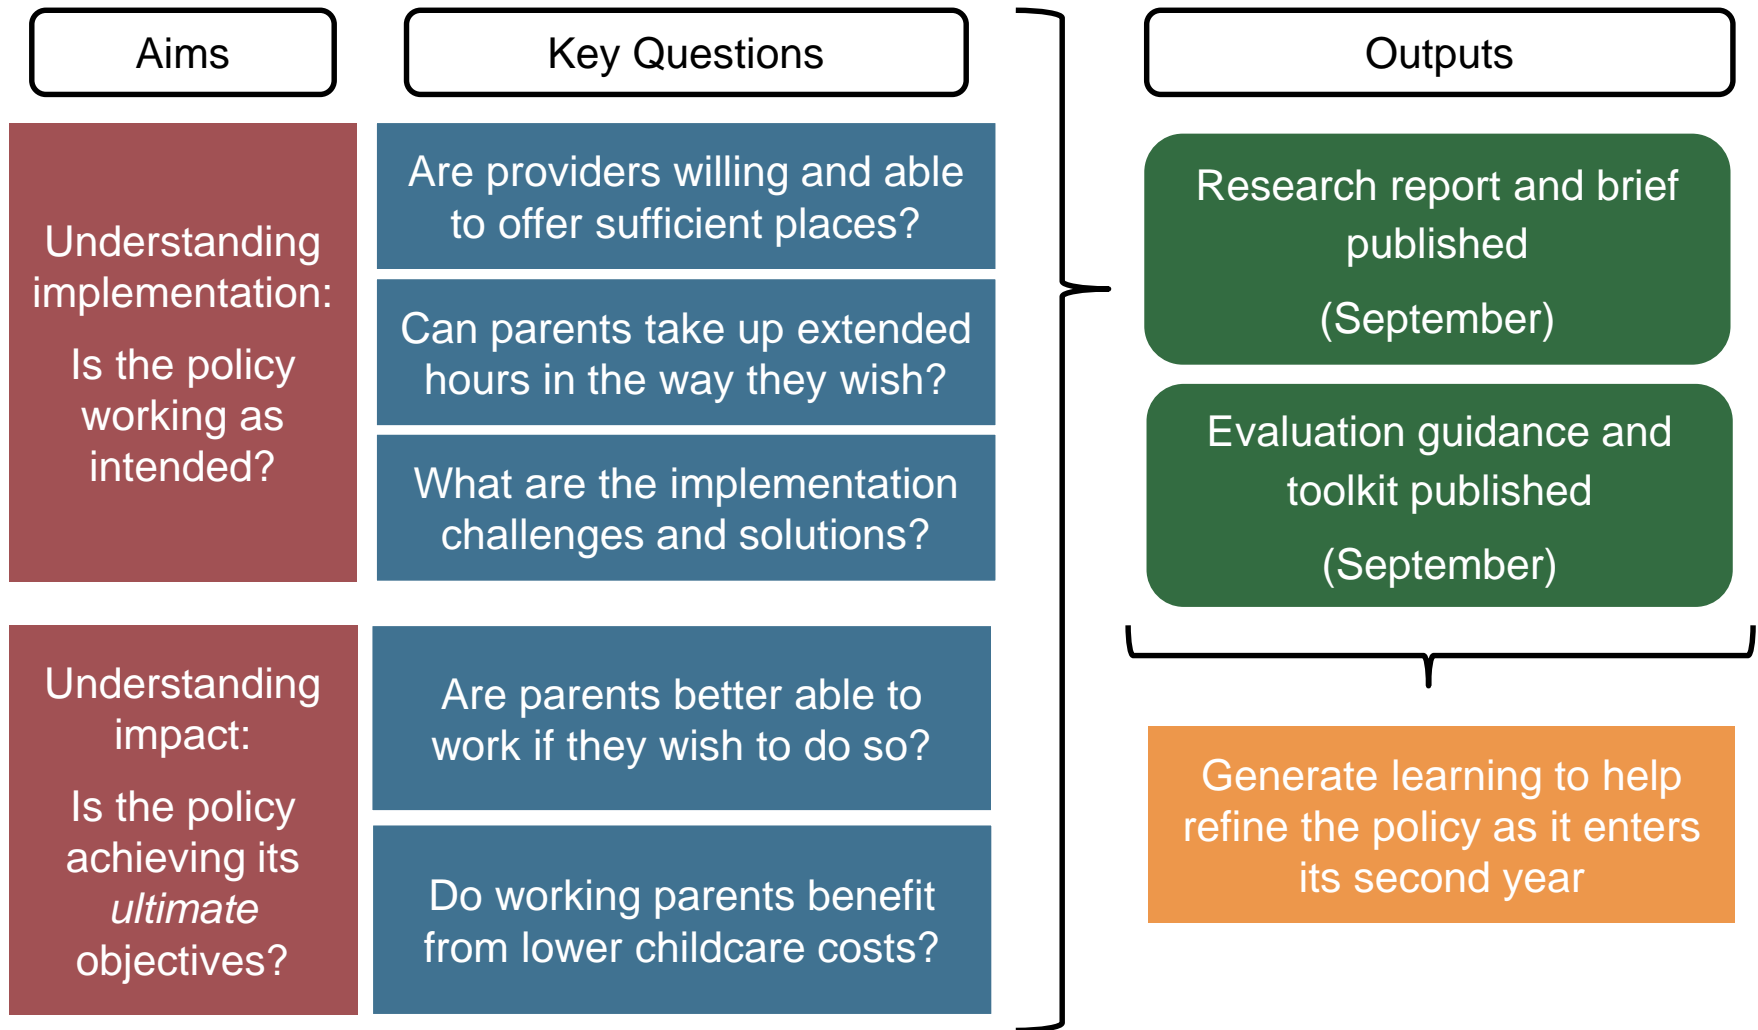 Aims
Key Questions
Outputs
Understanding
implementation:
Is the policy
working as
intended?
Are providers willing and able
to offer sufficient places?
Can parents take up extended
hours in the way they wish?
What are the implementation
challenges and solutions?
Understanding
impact:
Is the policy
achieving its
ultimate
objectives?
Are parents better able to
work if they wish to do so?
Do working parents benefit
from lower childcare costs?
Research report and brief
published
(September)
Evaluation guidance and
toolkit published
(September)
Generate learning to help
refine the policy as it enters
its second year